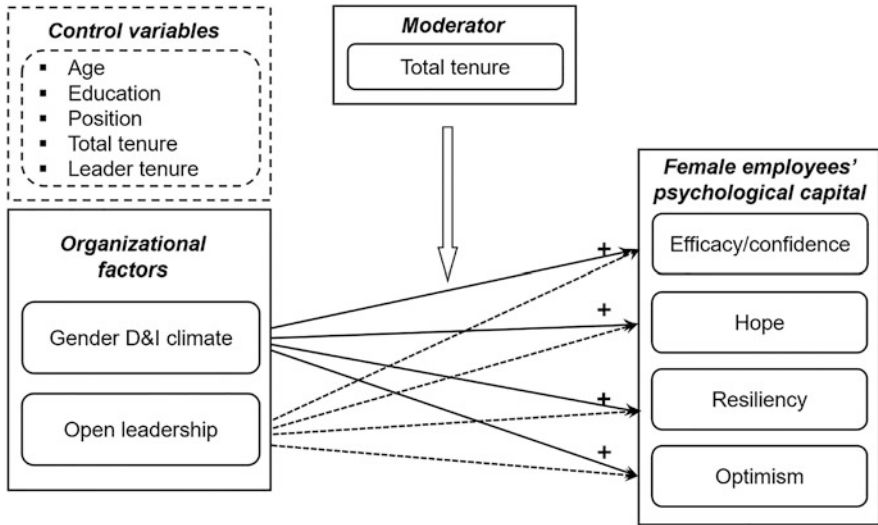 Control variables
▪ Age
▪ Education
▪ Position
▪ Total tenure
▪ Leader tenure
Moderator
Total tenure
Organizational
factors
Gender D&I climate
Open leadership
+
+
+
+
Female employees'
psychological capital
Efficacy/confidence
Hope
Resiliency
Optimism